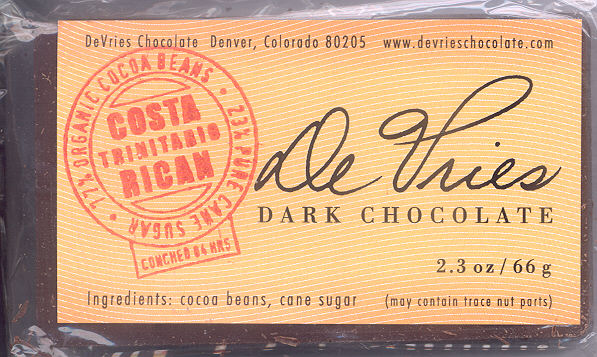 DeVries Chocolate Denver, Colorado 80205 www.devrieschocolate.com
77% ORGANIC COCOA BEANS • 23% PURE CANE SUGAR •
COSTA
TRINITARIO
RICAN
CONCHED 84 HRS
De Vries
DARK CHOCOLATE
2.3 oz/66 g
Ingredients: cocoa beans, cane sugar (may contain trace nut parts)